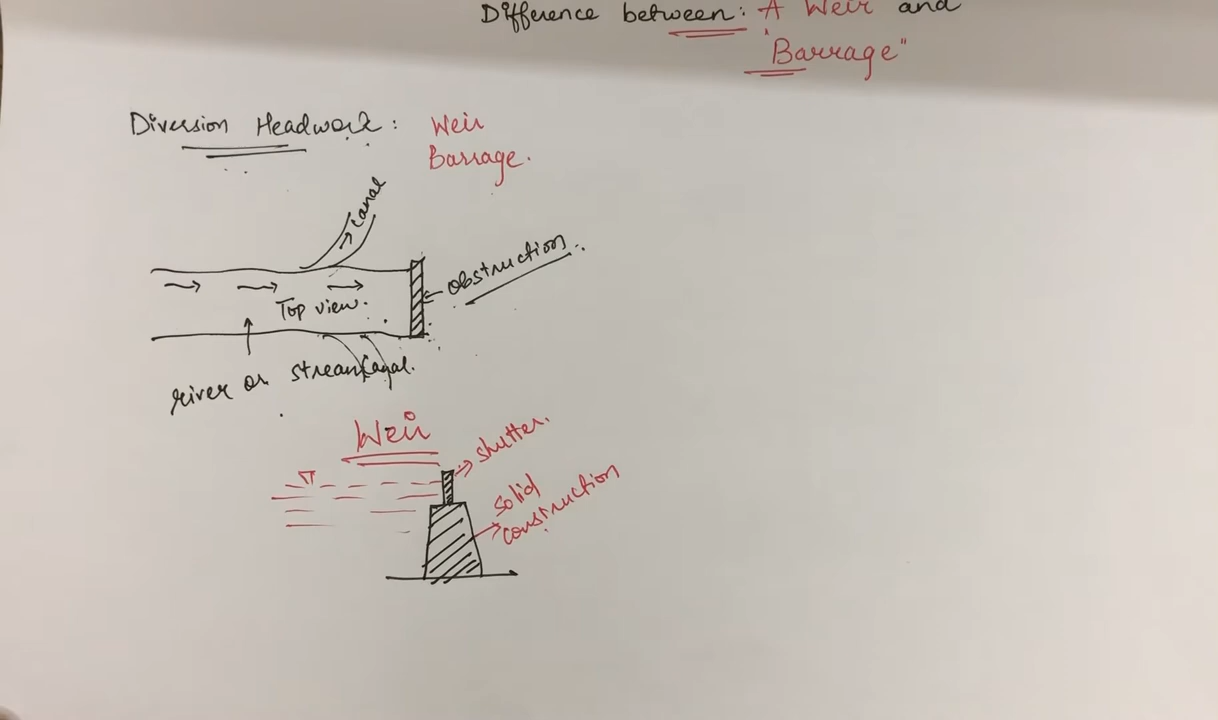 Difference between: A Weir and
"Barrage"
Diversion Headwork: Weir
Barrage.
Canal
obstruction.
Top view.
river or stream
Canal.
Weir
shutter.
solid
construction